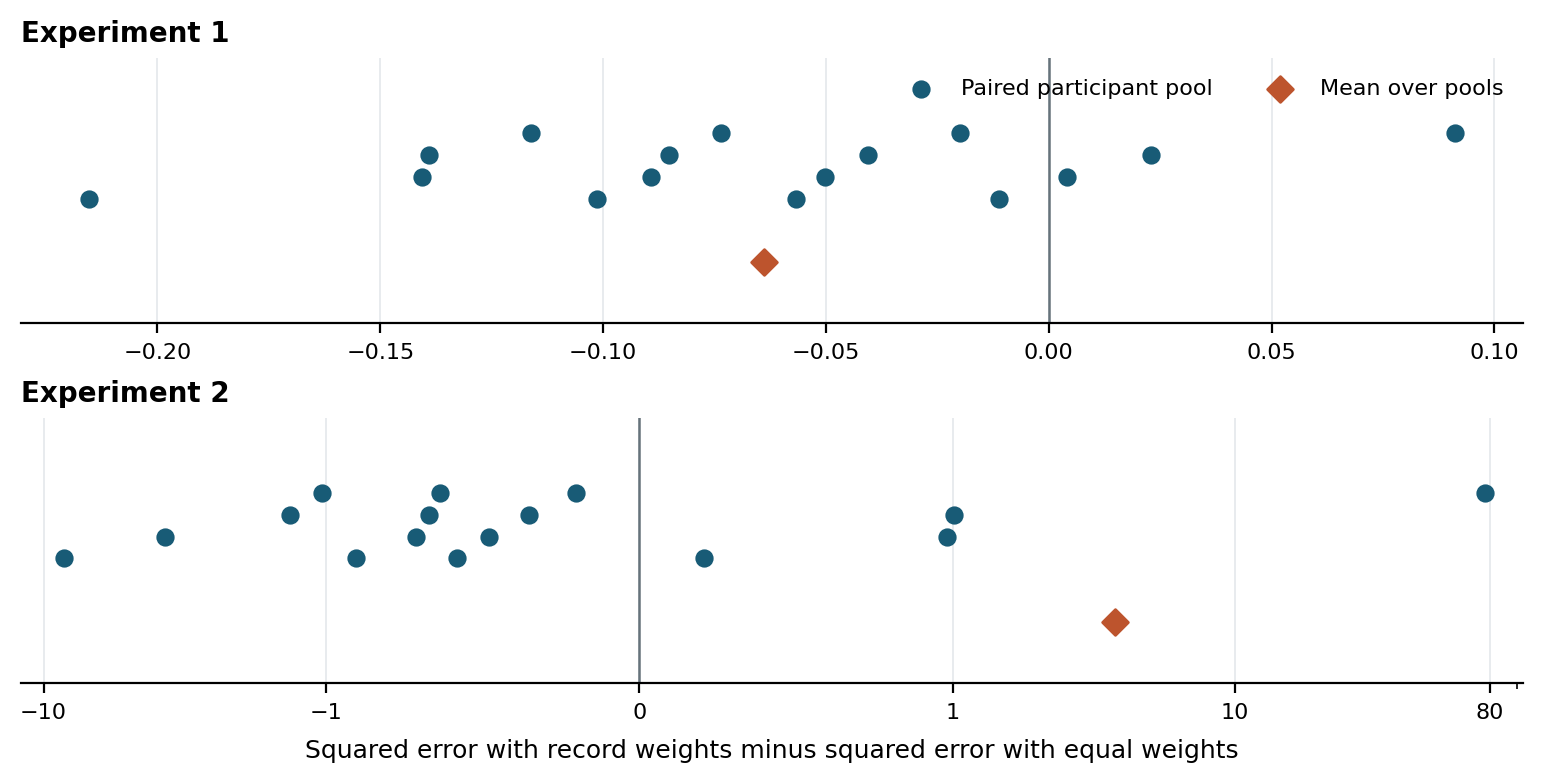 Experiment 1
Paired participant pool
Mean over pools
−0.20 −0.15 −0.10 −0.05 0.00 0.05 0.10
Experiment 2
−10 −1 0 1 10 80
Squared error with record weights minus squared error with equal weights